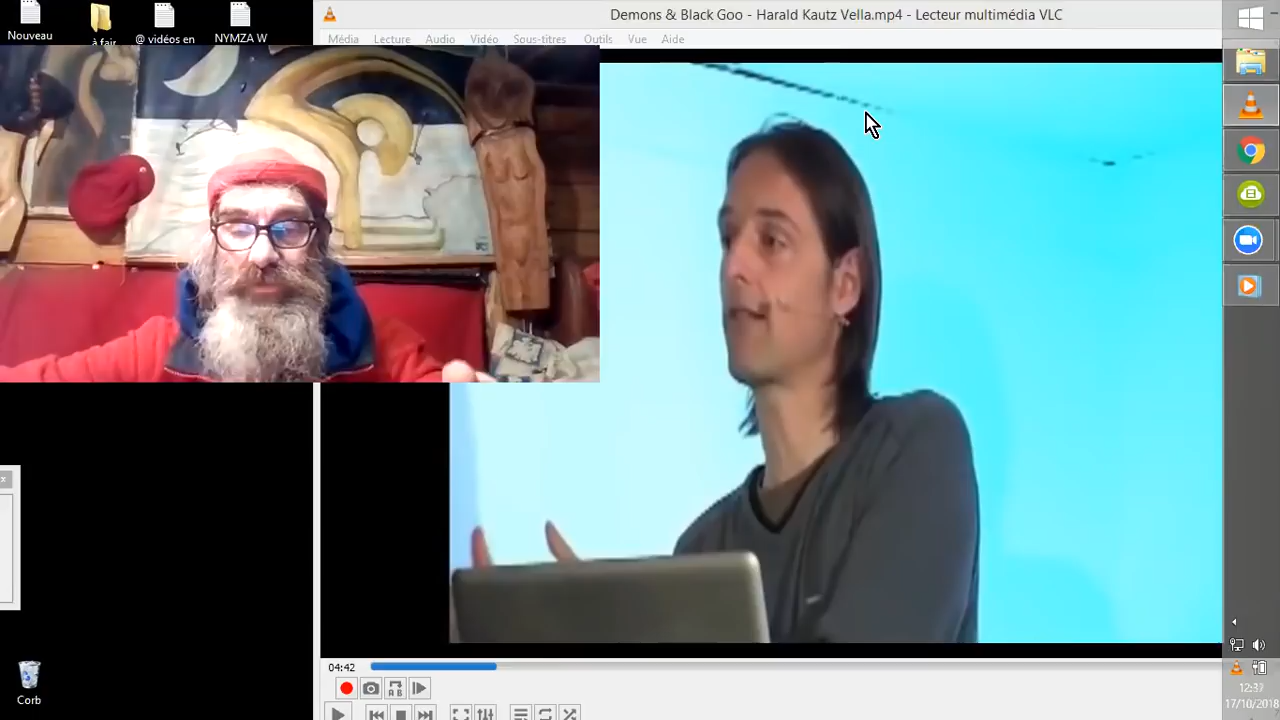 Demons & Black Goo - Harald Kautz Vella.mp4 - Lecteur multimédia VLC
Média Lecture Audio Vidéo Sous-titres Outils Vue Aide
Nouveau
à fair
@ vidéos en
NYMZA W
Corb
04:42
12:37
17/10/2018